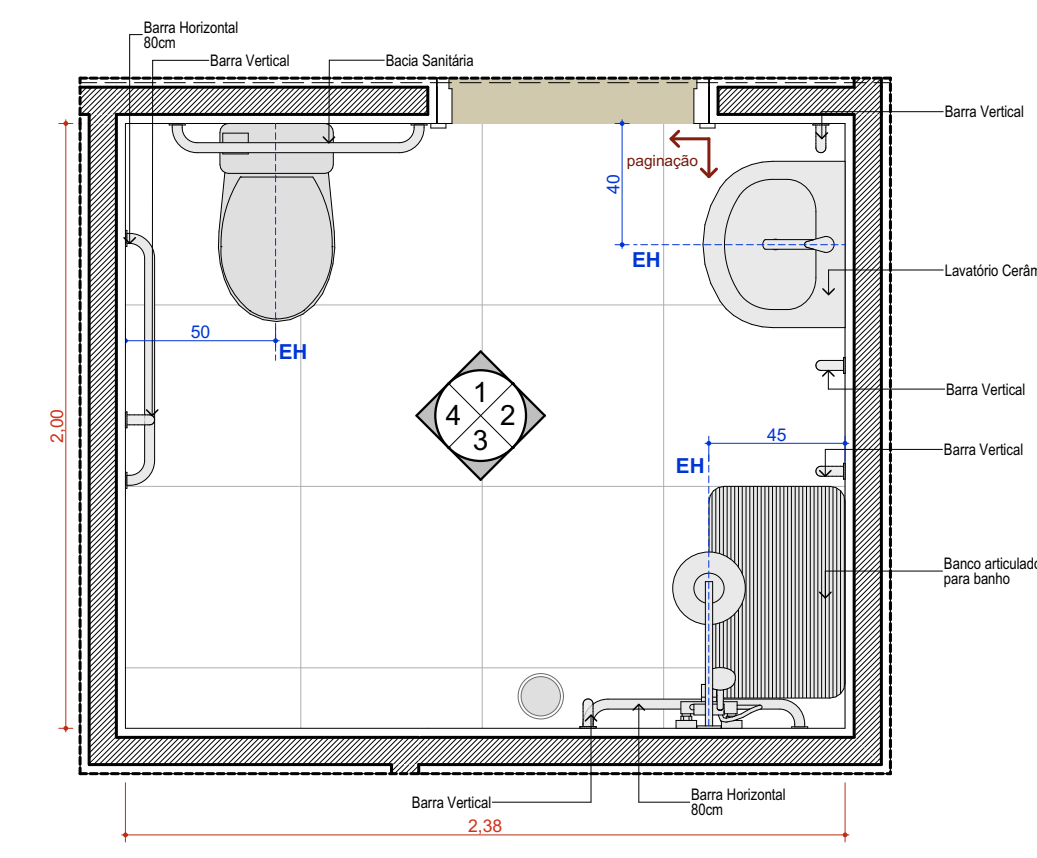 Barra Horizontal
80cm
Barra Vertical
Bacia Sanitária
Barra Vertical
paginação
40
EH
Lavatório Cerâm
50
EH
2,00
1
4
2
3
Barra Vertical
45
EH
Barra Vertical
Banco articulado
para banho
Barra Vertical
Barra Horizontal
80cm
2,38